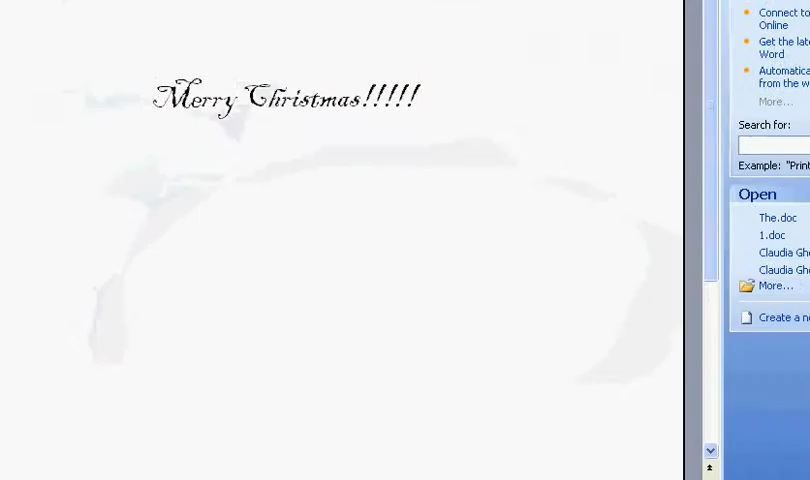 Merry Christmas!!!!!
Connect to
Online
Get the late
Word
Automatica
from the w
More...
Search for:
Example: "Print
Open
The.doc
1.doc
Claudia Gh
Claudia Gh
More...
Create a n